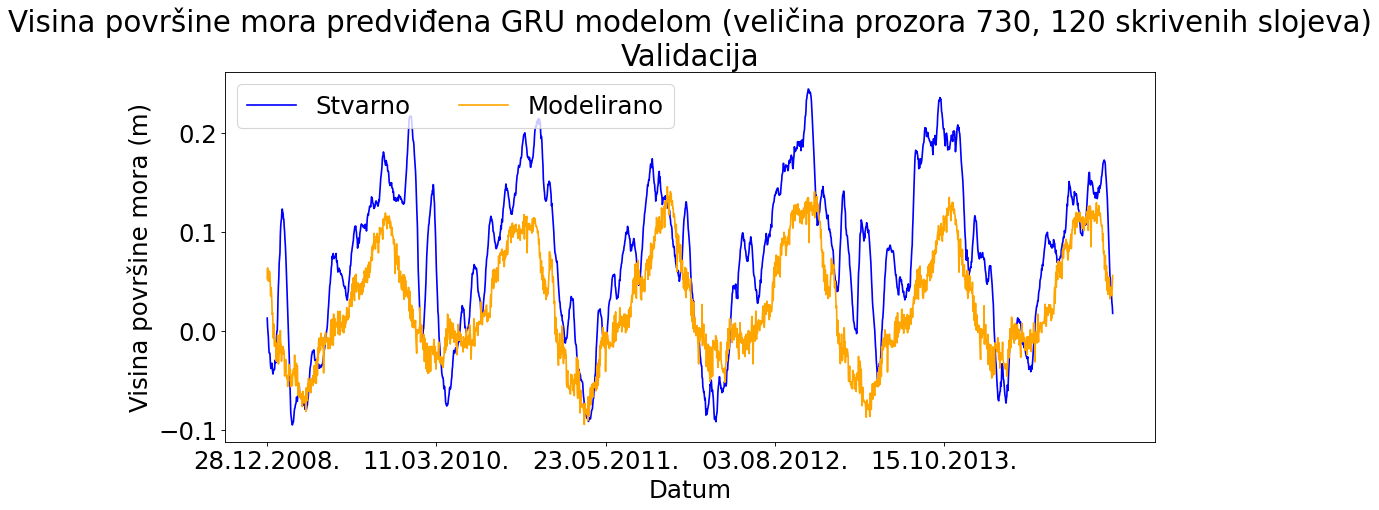 Visina površine mora predviđena GRU modelom (veličina prozora 730, 120 skrivenih slojeva)
Validacija
Stvarno Modelirano
Visina površine mora (m)
0.2
0.1
0.0
−0.1
28.12.2008. 11.03.2010. 23.05.2011. 03.08.2012. 15.10.2013.
Datum